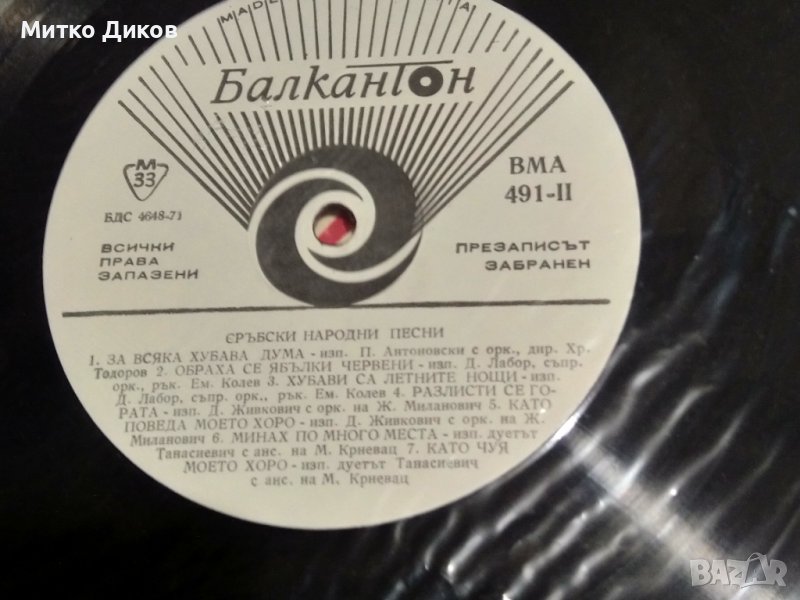 Митко Диков
MADE
БалканТон
М
33
БДС 4648-71
ВСИЧКИ
ПРАВА
ЗАПАЗЕНИ
ВМА
491-II
ПРЕЗАПИСЪТ
ЗАБРАНЕН
СРЪБСКИ НАРОДНИ ПЕСНИ
1. ЗА ВСЯКА ХУБАВА ДУМА - изп. П. Антоновски с орк., дир. Хр.
Тодоров 2. ОБРАХА СЕ ЯБЪЛКИ ЧЕРВЕНИ - изп. Д. Лабор, съпр.
орк., рък. Ем. Колев 3. ХУБАВИ СА ЛЕТНИТЕ НОЩИ - изп.
Д. Лабор, съпр. орк., рък. Ем. Колев 4. РАЗЛИСТИ СЕ ГО-
РАТА - изп. Д. Живкович с орк. на Ж. Миланович 5. КАТО
ПОВЕДА МОЕТО ХОРО - изп. Д. Живкович с орк. на Ж.
Миланович 6. МИНАХ ПО МНОГО МЕСТА - изп. дуетът
Танасиевич с анс. на М. Крневац 7. КАТО ЧУЯ
МОЕТО ХОРО - изп. дуетът Танасиевич
с анс. на М. Крневац
BAZAR